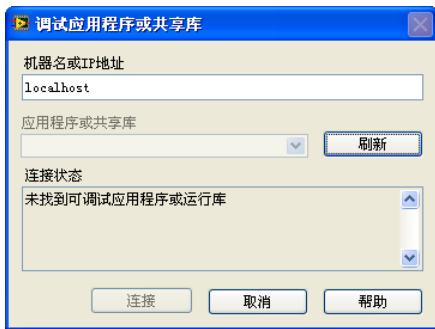 调试应用程序或共享库
机器名或IP地址
localhost
应用程序或共享库
刷新
连接状态
未找到可调试应用程序或运行库
连接 取消 帮助